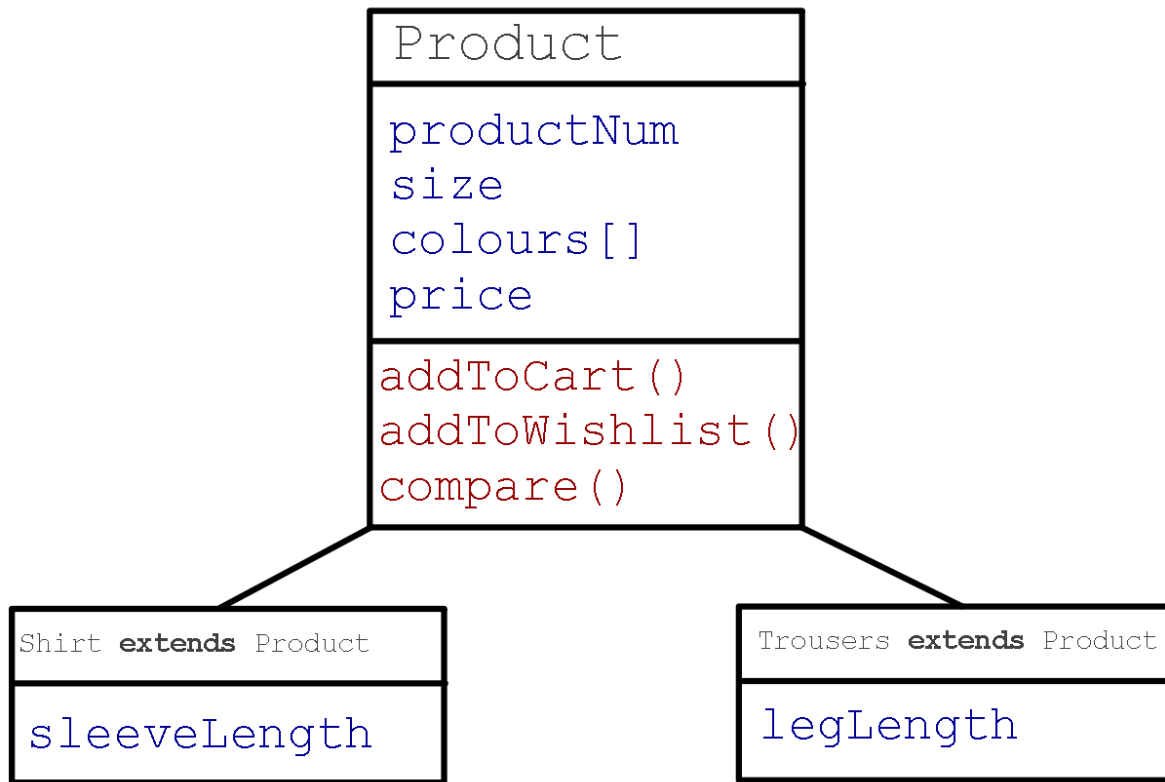 Product
productNum
size
colours[]
price
addToCart()
addToWishlist()
compare()
Shirt extends Product
sleeveLength
Trousers extends Product
legLength